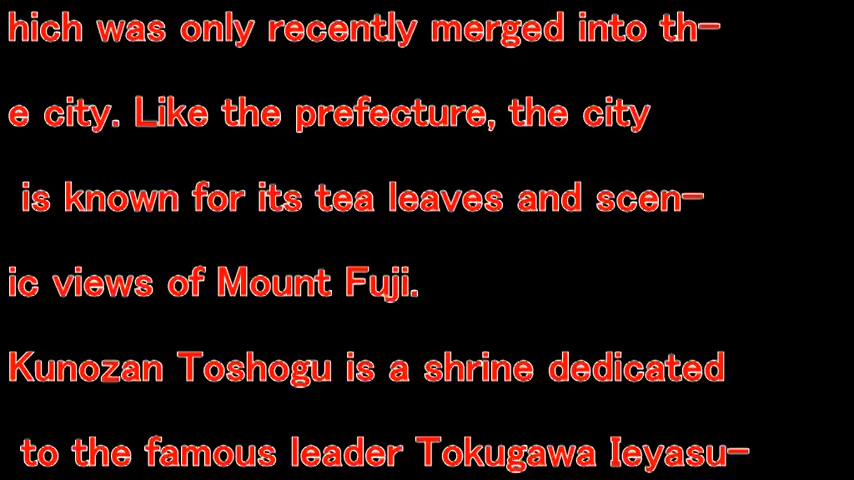 hich was only recently merged into th-
e city. Like the prefecture, the city
is known for its tea leaves and scen-
ic views of Mount Fuji.
Kunozan Toshogu is a shrine dedicated
to the famous leader Tokugawa Ieyasu-